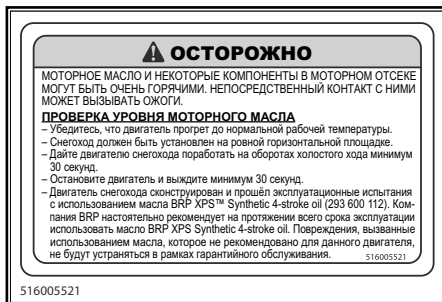 ОСТОРОЖНО
МОТОРНОЕ МАСЛО И НЕКОТОРЫЕ КОМПОНЕНТЫ В МОТОРНОМ ОТСЕКЕ
МОГУТ БЫТЬ ОЧЕНЬ ГОРЯЧИМИ. НЕПОСРЕДСТВЕННЫЙ КОНТАКТ С НИМИ
МОЖЕТ ВЫЗЫВАТЬ ОЖОГИ.
ПРОВЕРКА УРОВНЯ МОТОРНОГО МАСЛА
– Убедитесь, что двигатель прогрет до нормальной рабочей температуры.
– Снегоход должен быть установлен на ровной горизонтальной площадке.
– Дайте двигателю снегохода поработать на оборотах холостого хода минимум
30 секунд.
– Остановите двигатель и выждите минимум 30 секунд.
– Двигатель снегохода сконструирован и прошёл эксплуатационные испытания
с использованием масла BRP XPS™ Synthetic 4-stroke oil (293 600 112). Ком-
пания BRP настоятельно рекомендует на протяжении всего срока эксплуатации
использовать масло BRP XPS Synthetic 4-stroke oil. Повреждения, вызванные
использованием масла, которое не рекомендовано для данного двигателя,
не будут устраняться в рамках гарантийного обслуживания.
516005521
516005521